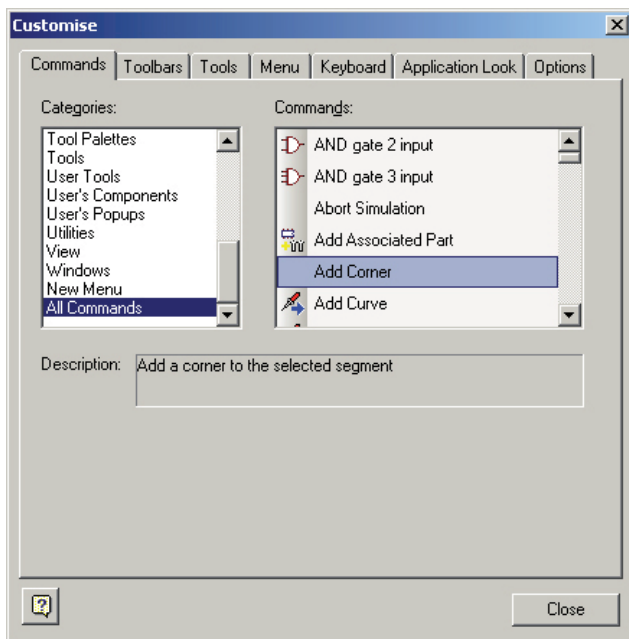 Customise
Commands Toolbars Tools Menu Keyboard Application Look Options
Categories:
Tool Palettes
Tools
User Tools
User's Components
User's Popups
Utilities
View
Windows
New Menu
All Commands
Commands:
AND gate 2 input
AND gate 3 input
Abort Simulation
Add Associated Part
Add Corner
Add Curve
Description: Add a corner to the selected segment
Close